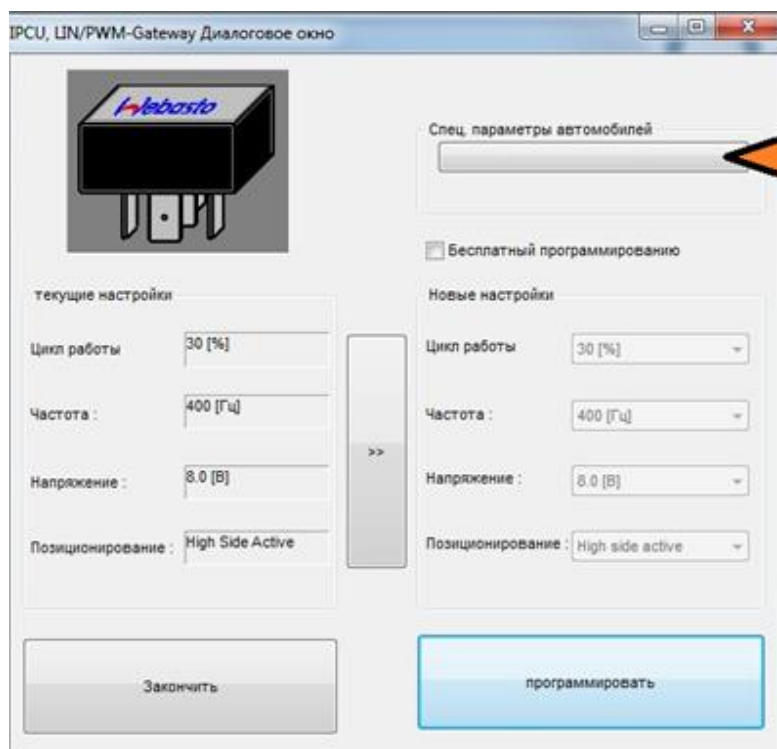 IPCU, LIN/PWM-Gateway Диалоговое окно
Webasto
Спец. параметры автомобилей
Бесплатный программированию
текущие настройки
Новые настройки
Цикл работы
30 [%]
Цикл работы
30 [%]
Частота :
400 [Гц]
Частота :
400 [Гц]
>>
Напряжение :
8.0 [В]
Напряжение :
8.0 [В]
Позиционирование :
High Side Active
Позиционирование :
High side active
Закончить
программировать